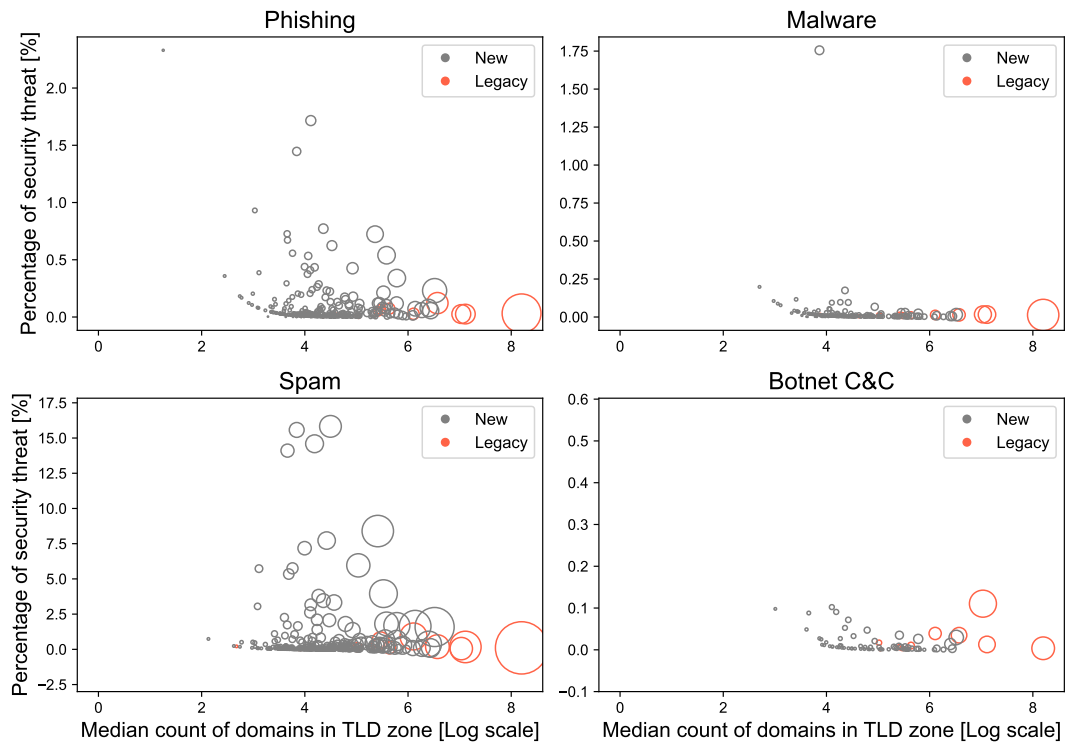 Phishing
Percentage of security threat [%]
2.0
1.5
1.0
0.5
0.0
0 2 4 6 8
New
Legacy
Malware
1.75
1.50
1.25
1.00
0.75
0.50
0.25
0.00
0 2 4 6 8
New
Legacy
Spam
Percentage of security threat [%]
17.5
15.0
12.5
10.0
7.5
5.0
2.5
0.0
−2.5
0 2 4 6 8
Median count of domains in TLD zone [Log scale]
New
Legacy
Botnet C&C
0.6
0.5
0.4
0.3
0.2
0.1
0.0
−0.1
0 2 4 6 8
Median count of domains in TLD zone [Log scale]
New
Legacy